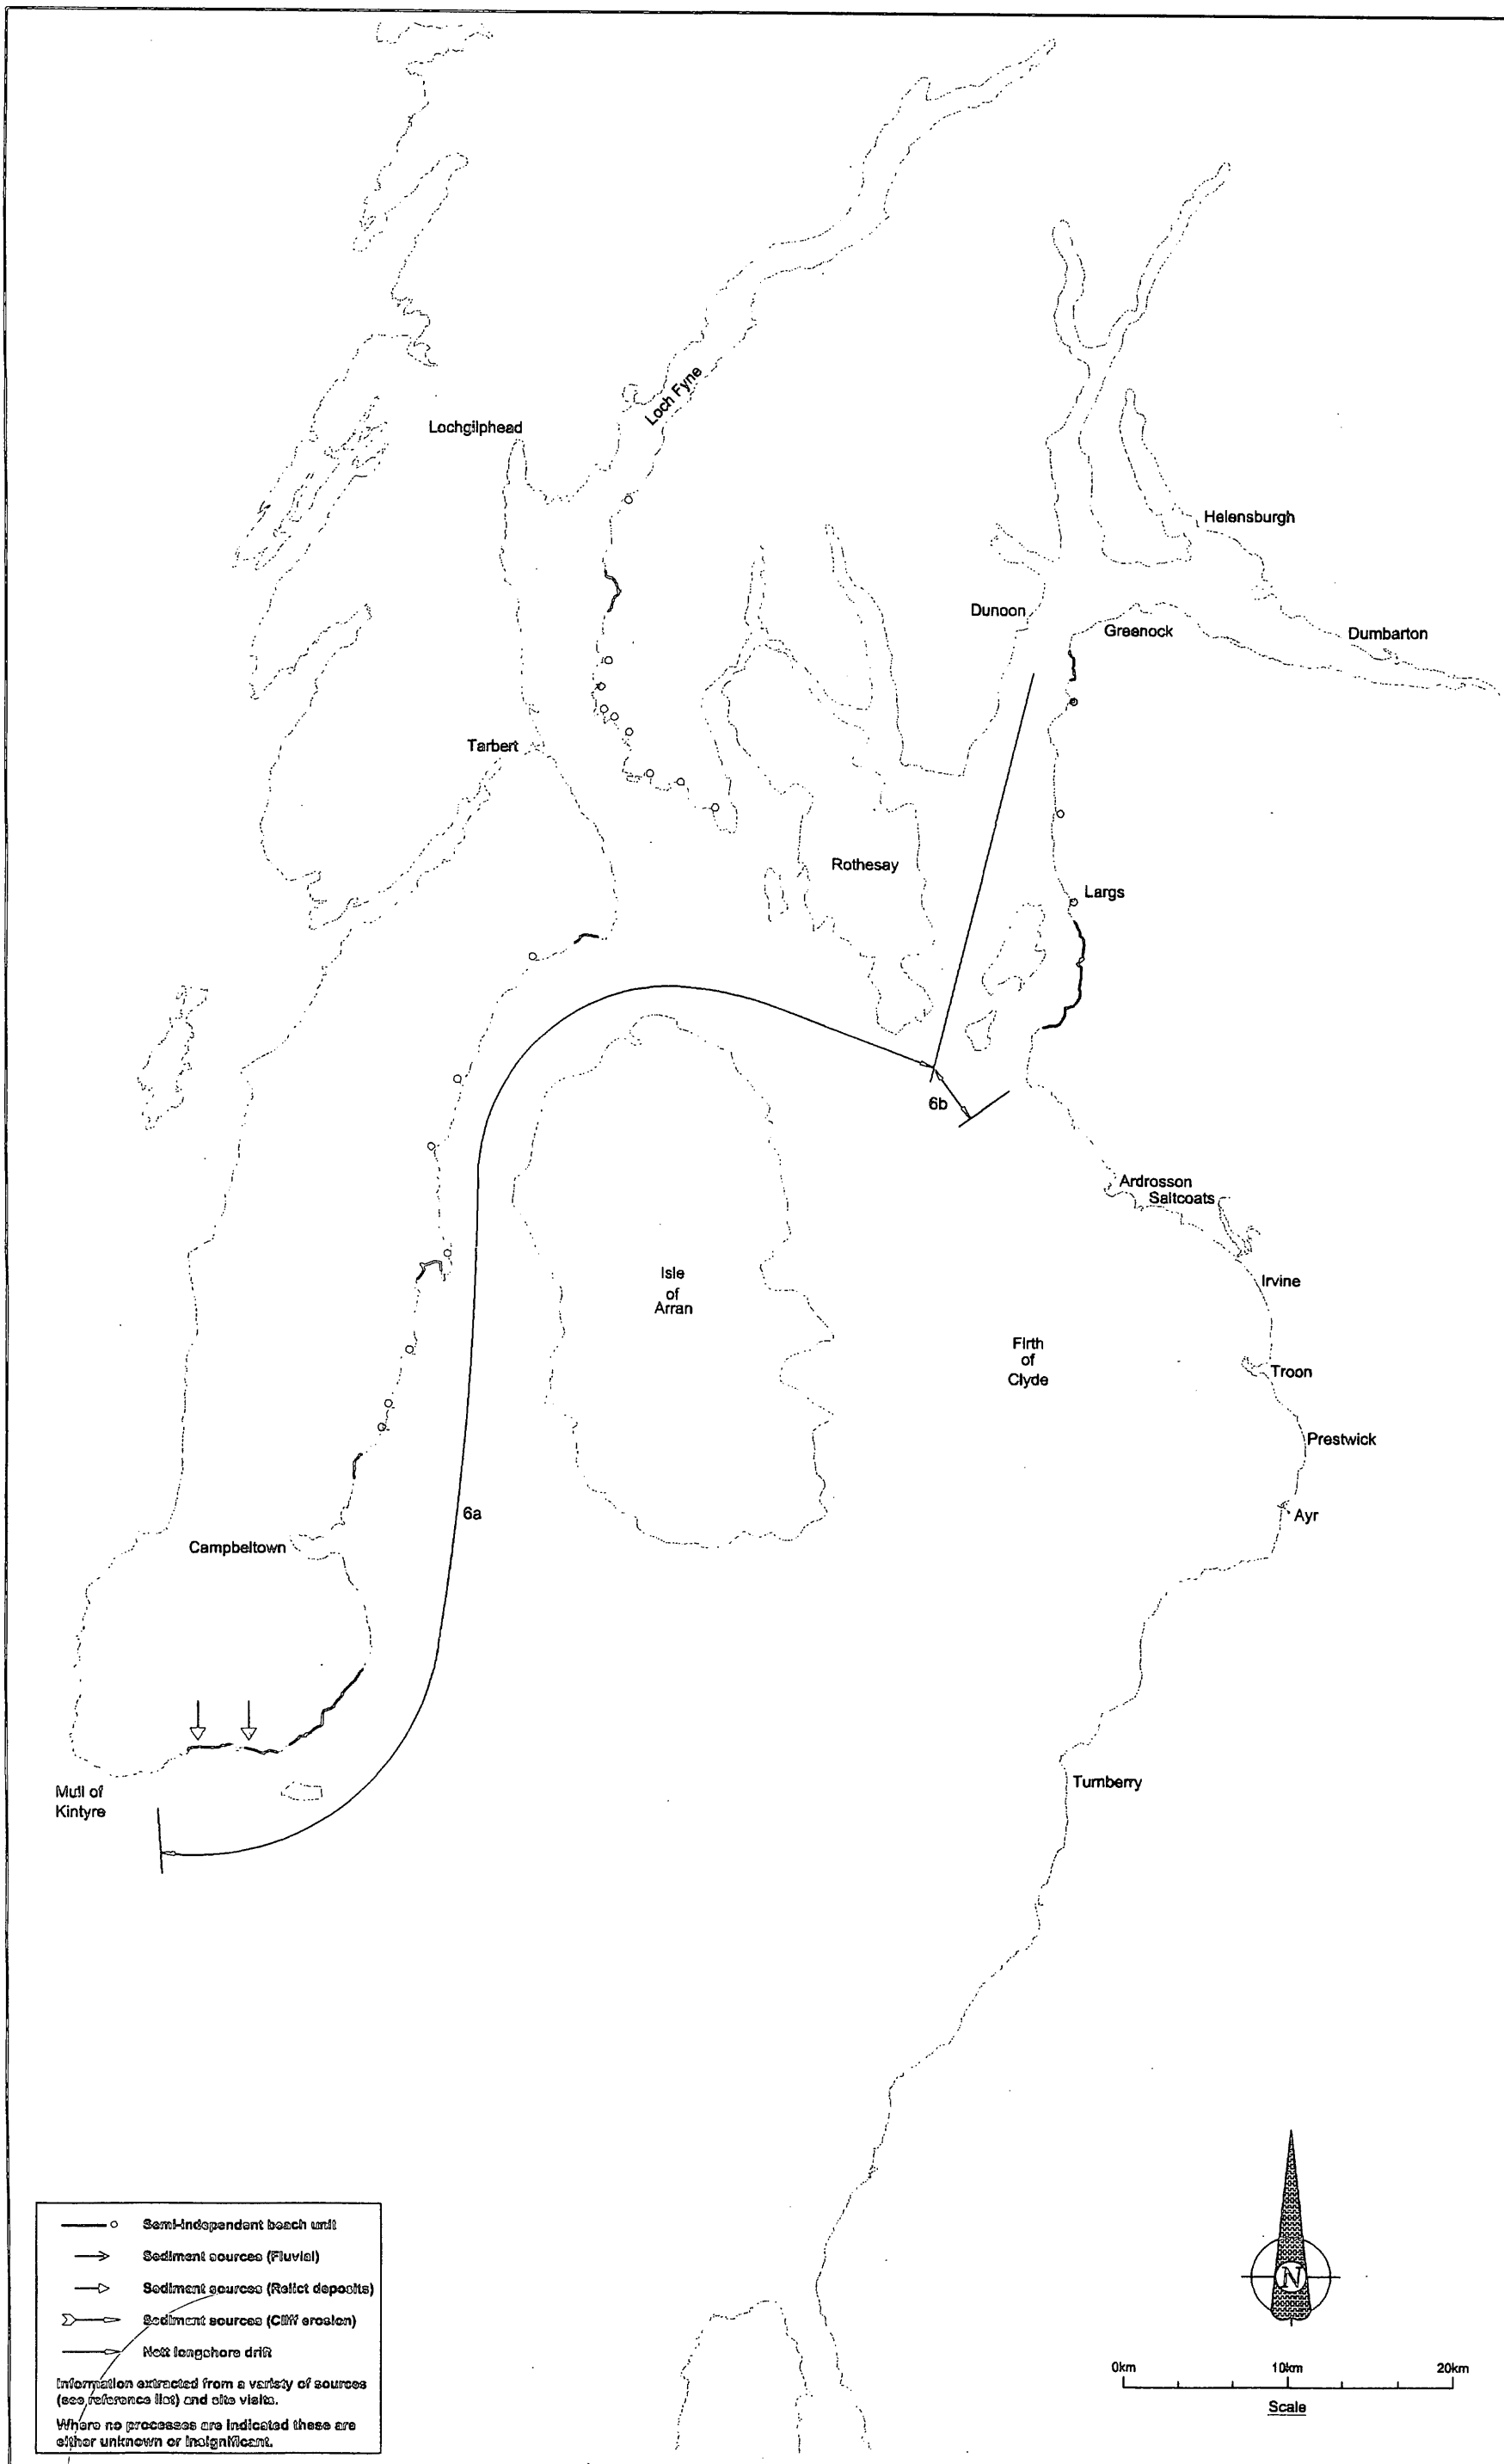 Loch Fyne
Lochgilphead
Helensburgh
Dunoon
Greenock
Dumbarton
Tarbert
Rothesay
Largs
6b
Ardrosson
Saltcoats
Isle
of
Arran
Irvine
Firth
of
Clyde
Troon
Prestwick
6a
Ayr
Campbeltown
Turnberry
Mull of
Kintyre
Semi-independent beach unit
Sediment sources (Fluvial)
Sediment sources (Relict deposits)
Sediment sources (Cliff erosion)
Nett longshore drift
Information extracted from a variety of sources
(see reference list) and site visits.
Where no processes are indicated these are
either unknown or insignificant.
N
0km 10km 20km
Scale